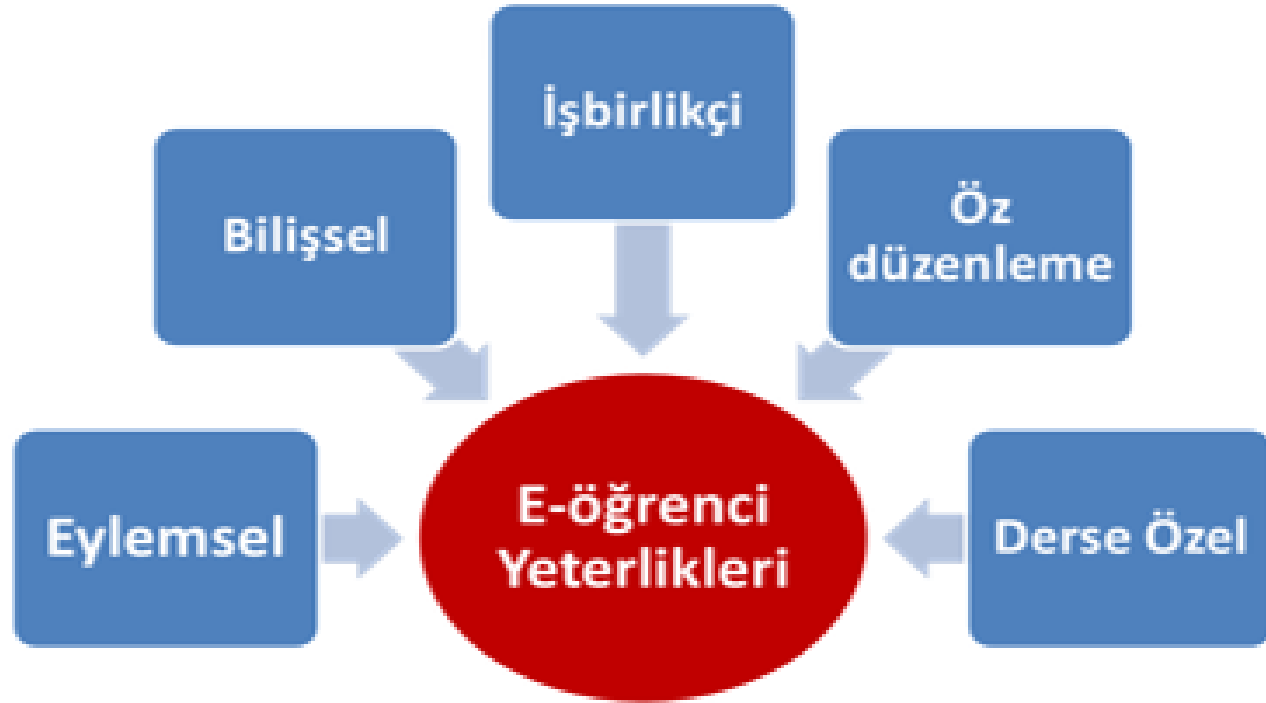 İşbirlikçi
Bilişsel
Öz
düzenleme
Eylemsel
E-öğrenci
Yeterlikleri
Derse Özel